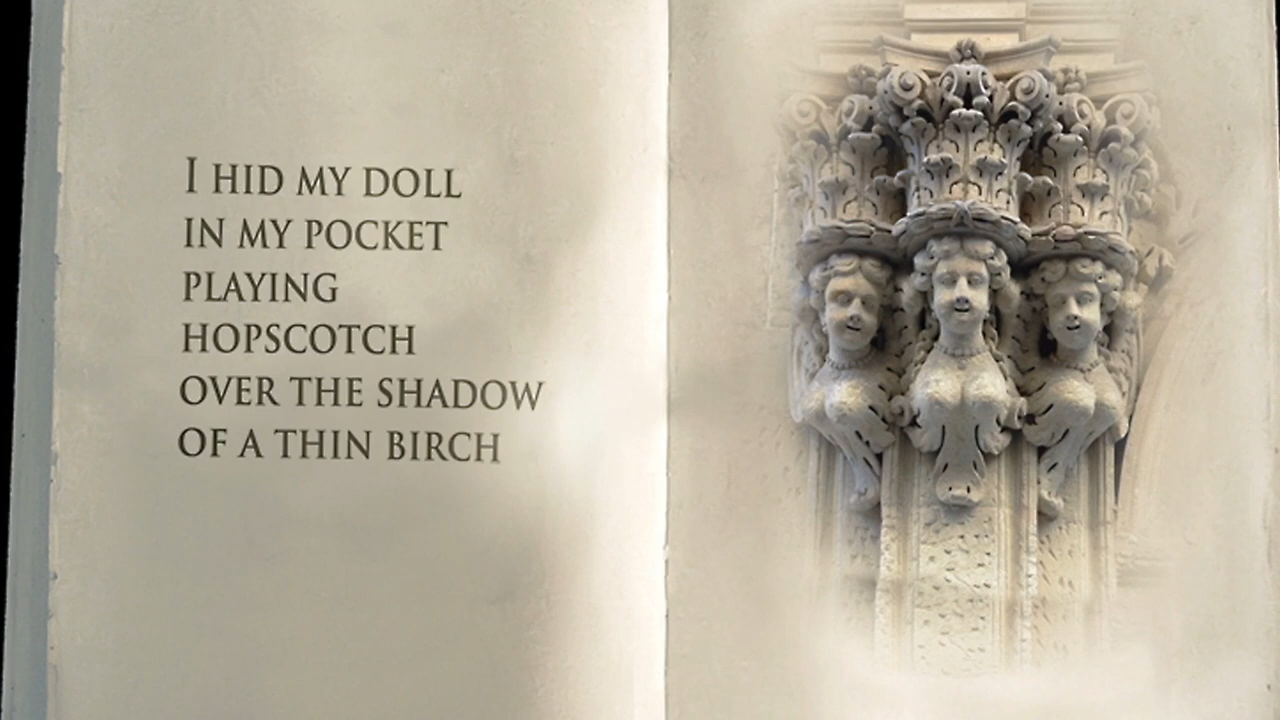 I HID MY DOLL
IN MY POCKET
PLAYING
HOPSCOTCH
OVER THE SHADOW
OF A THIN BIRCH